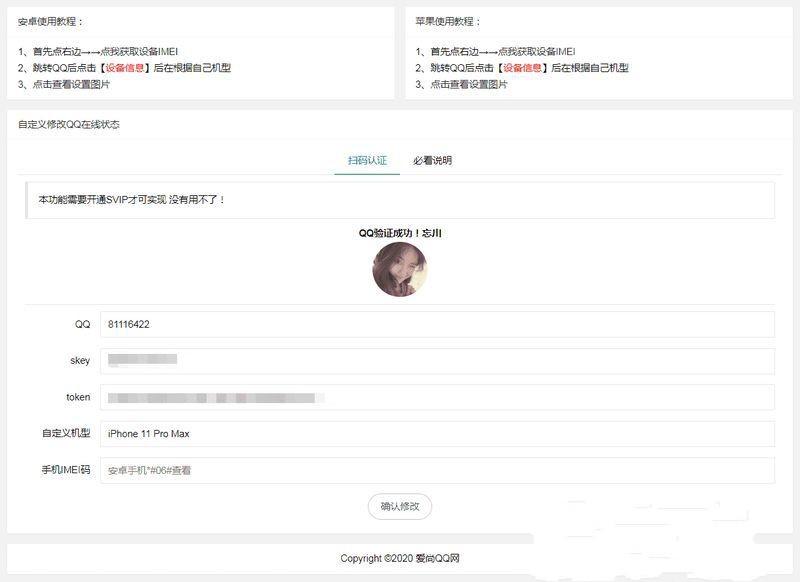 安卓使用教程：
1、首先点右边→→点我获取设备IMEI
2、跳转QQ后点击【设备信息】后在根据自己机型
3、点击查看设置图片
苹果使用教程：
1、首先点右边→→点我获取设备IMEI
2、跳转QQ后点击【设备信息】后在根据自己机型
3、点击查看设置图片
自定义修改QQ在线状态
扫码认证 必看说明
本功能需要开通SVIP才可实现 没有用不了！
QQ验证成功！忘川
QQ 81116422
skey
token
自定义机型 iPhone 11 Pro Max
手机IMEI码 安卓手机*#06#查看
确认修改
Copyright ©2020 爱尚QQ网